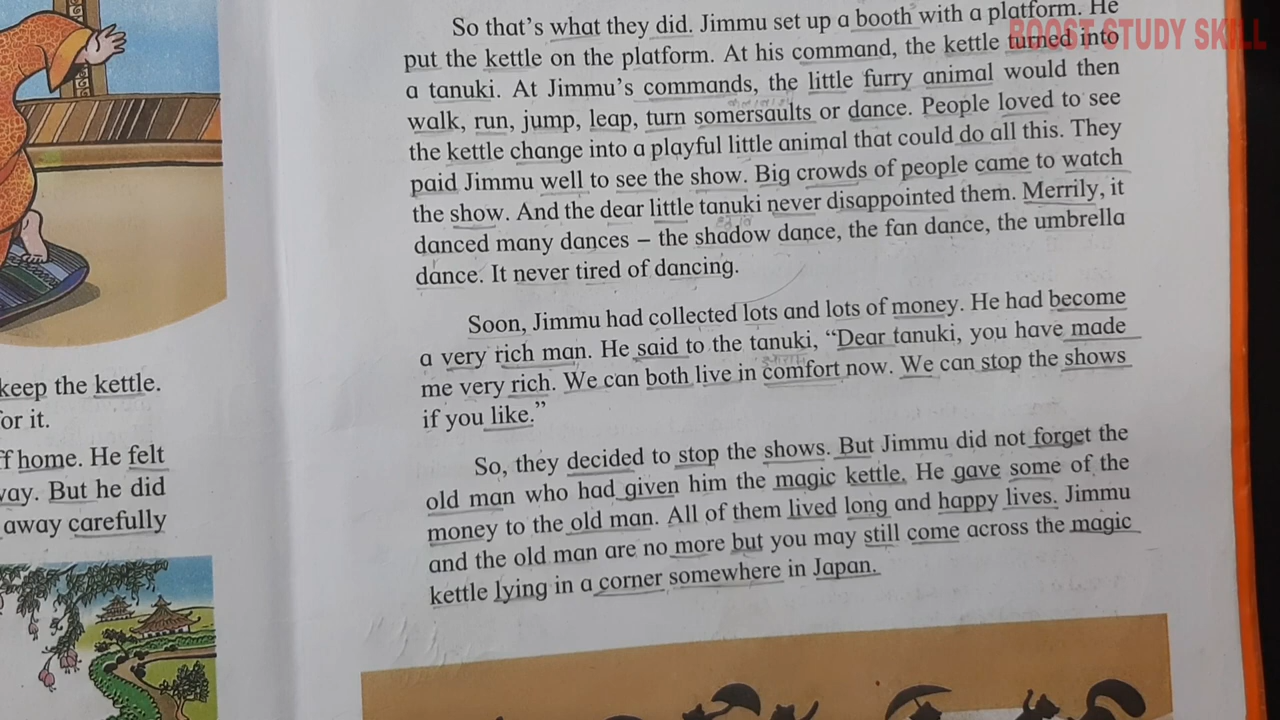 BOOST STUDY SKILL
keep the kettle.
for it.
ff home. He felt
way. But he did
away carefully
So that's what they did. Jimmu set up a booth with a platform. He
put the kettle on the platform. At his command, the kettle turned into
a tanuki. At Jimmu's commands, the little furry animal would then
walk, run, jump, leap, turn somersaults or dance. People loved to see
the kettle change into a playful little animal that could do all this. They
paid Jimmu well to see the show. Big crowds of people came to watch
the show. And the dear little tanuki never disappointed them. Merrily, it
danced many dances – the shadow dance, the fan dance, the umbrella
dance. It never tired of dancing.
Soon, Jimmu had collected lots and lots of money. He had become
a very rich man. He said to the tanuki, “Dear tanuki, you have made
me very rich. We can both live in comfort now. We can stop the shows
if you like.”
So, they decided to stop the shows. But Jimmu did not forget the
old man who had given him the magic kettle. He gave some of the
money to the old man. All of them lived long and happy lives. Jimmu
and the old man are no more but you may still come across the magic
kettle lying in a corner somewhere in Japan.